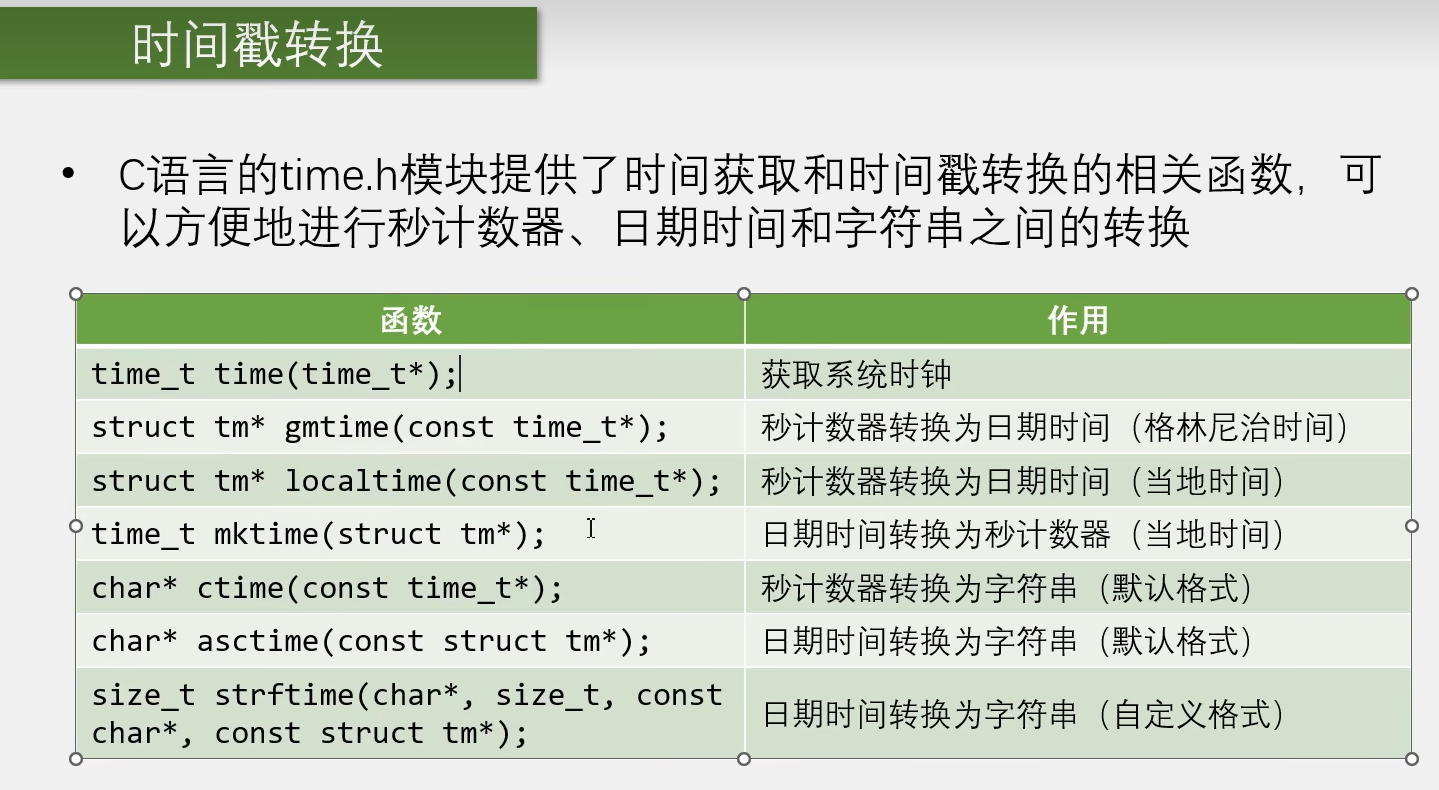 时间戳转换
• C语言的time.h模块提供了时间获取和时间戳转换的相关函数，可
以方便地进行秒计数器、日期时间和字符串之间的转换
函数 作用
time_t time(time_t*); 获取系统时钟
struct tm* gmtime(const time_t*); 秒计数器转换为日期时间（格林尼治时间）
struct tm* localtime(const time_t*); 秒计数器转换为日期时间（当地时间）
time_t mktime(struct tm*); 日期时间转换为秒计数器（当地时间）
char* ctime(const time_t*); 秒计数器转换为字符串（默认格式）
char* asctime(const struct tm*); 日期时间转换为字符串（默认格式）
size_t strftime(char*, size_t, const
char*, const struct tm*);
日期时间转换为字符串（自定义格式）